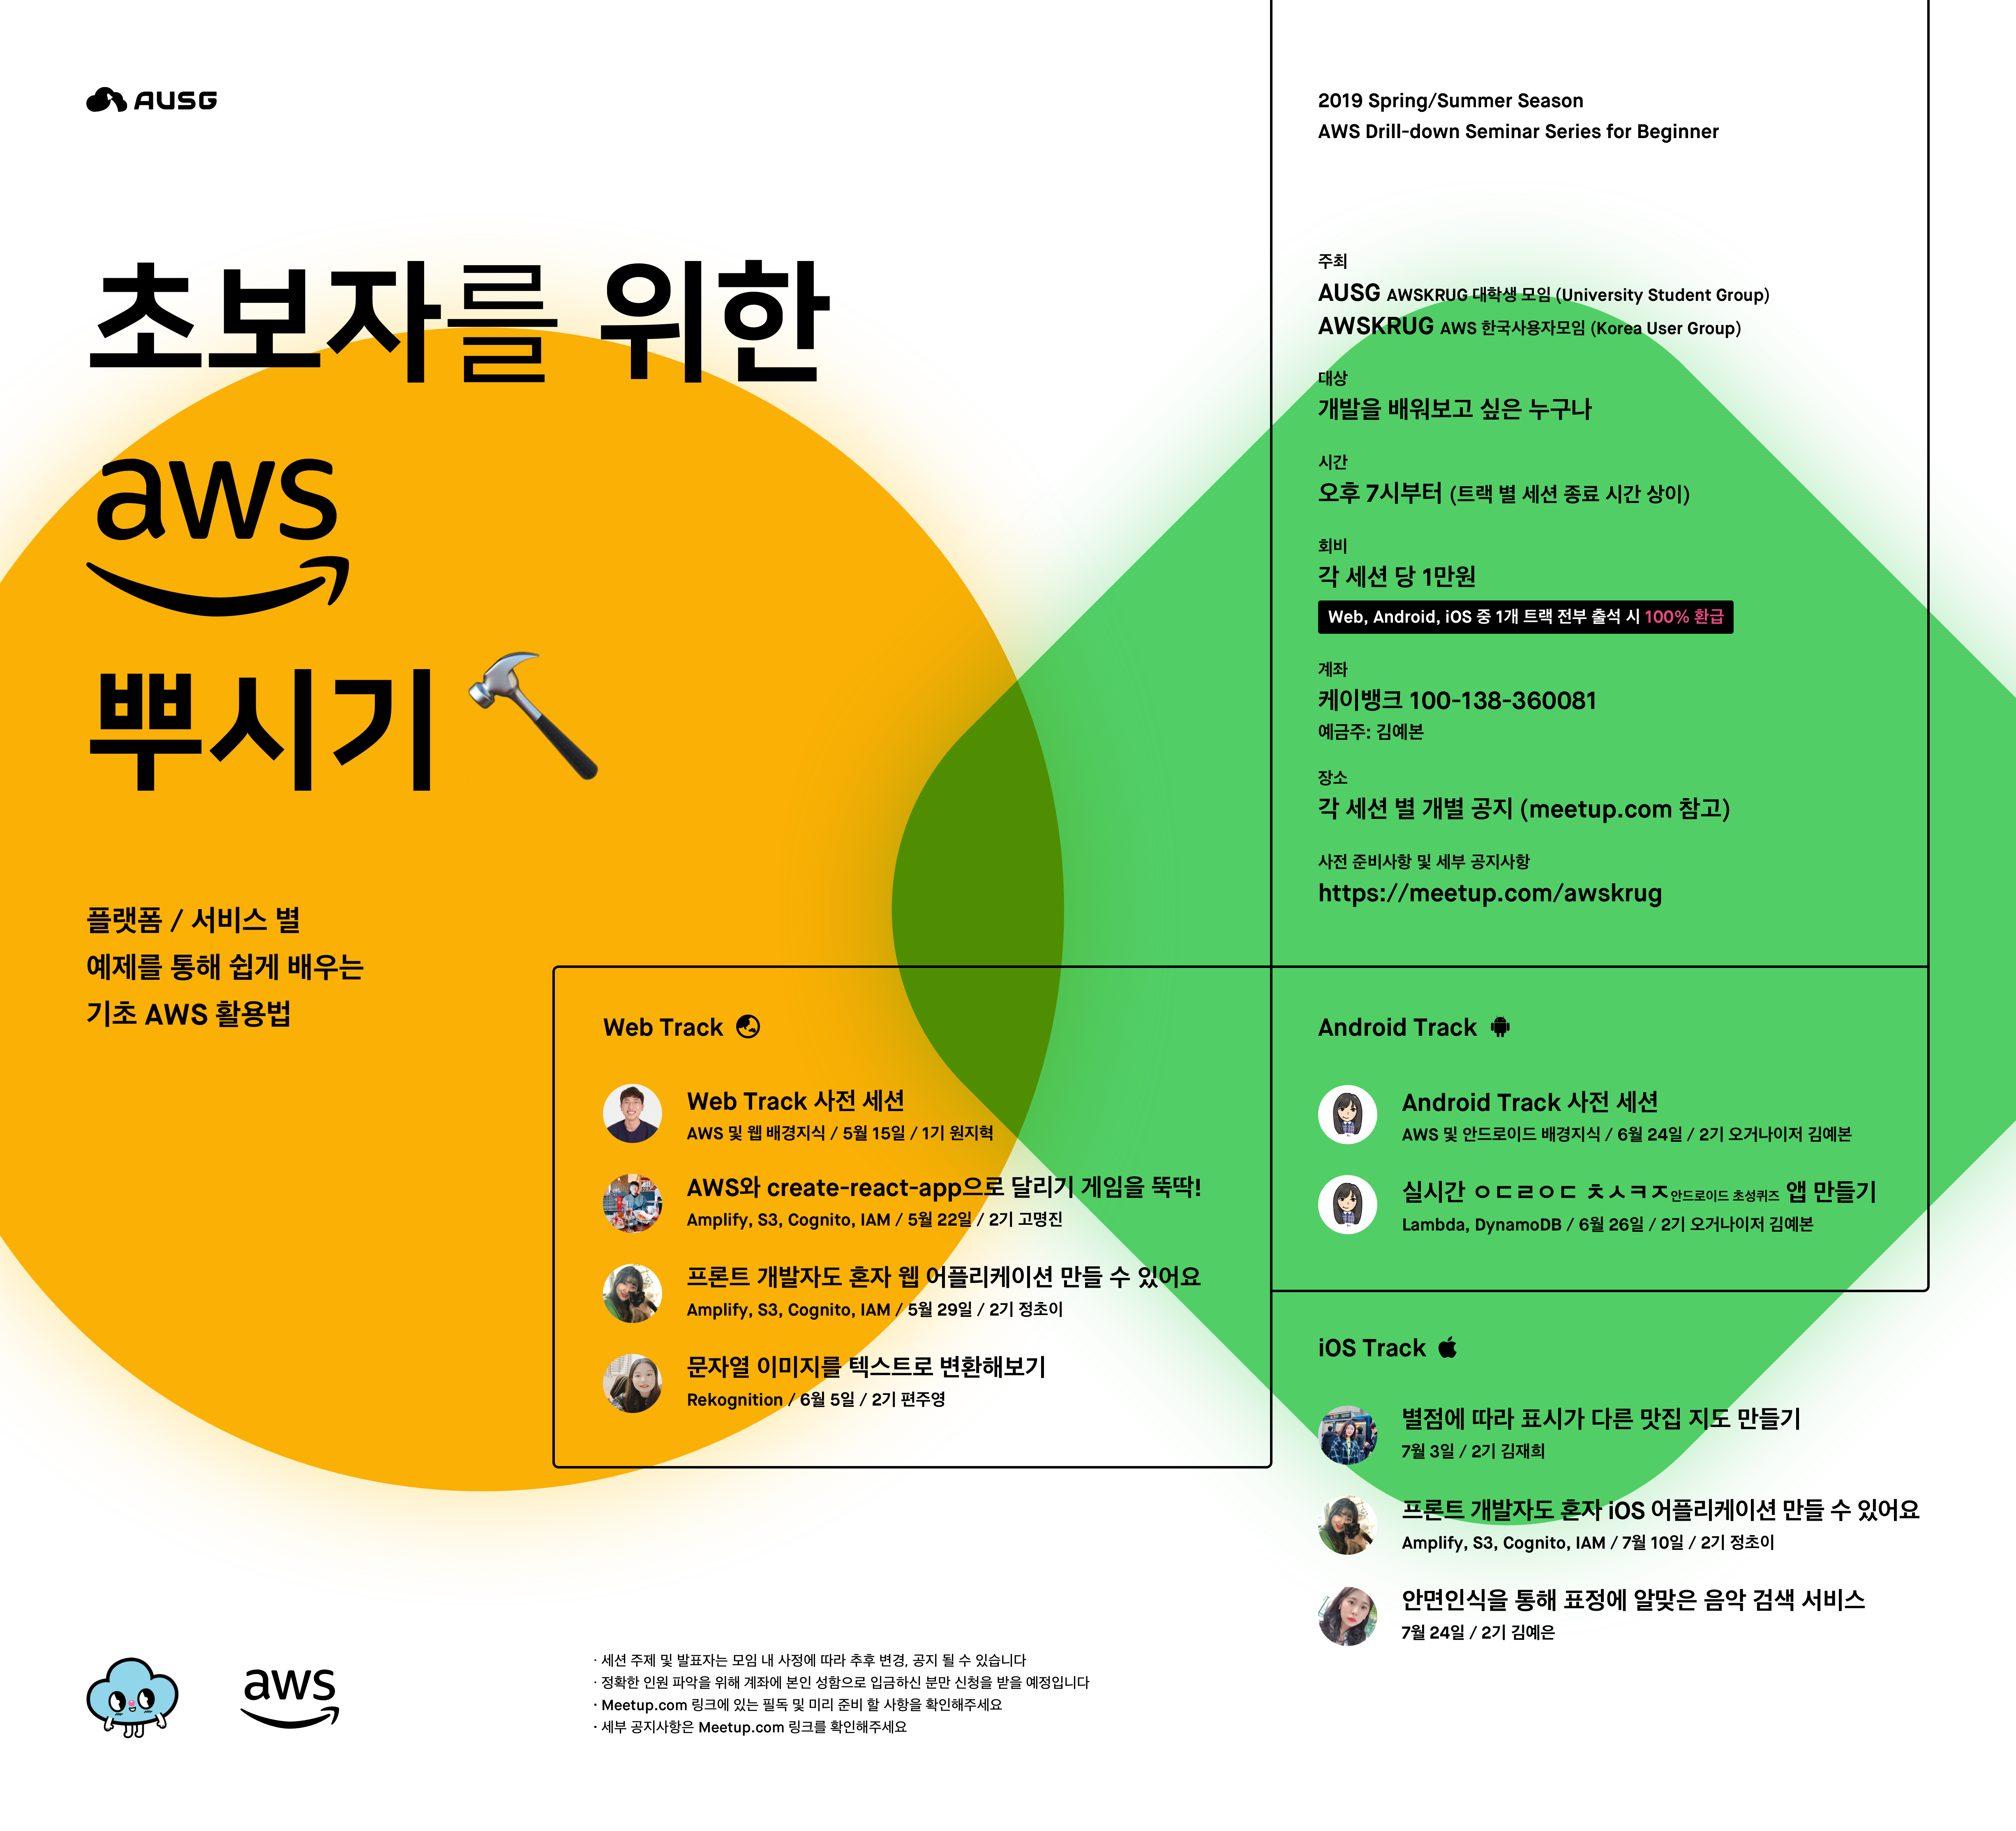 AUSG
2019 Spring/Summer Season
AWS Drill-down Seminar Series for Beginner
초보자를 위한
aws
뿌시기
플랫폼 / 서비스 별
예제를 통해 쉽게 배우는
기초 AWS 활용법
주최
AUSG AWSKRUG 대학생 모임 (University Student Group)
AWSKRUG AWS 한국사용자모임 (Korea User Group)
대상
개발을 배워보고 싶은 누구나
시간
오후 7시부터 (트랙 별 세션 종료 시간 상이)
회비
각 세션 당 1만원
Web, Android, iOS 중 1개 트랙 전부 출석 시 100% 환급
계좌
케이뱅크 100-138-360081
예금주: 김예본
장소
각 세션 별 개별 공지 (meetup.com 참고)
사전 준비사항 및 세부 공지사항
https://meetup.com/awskrug
Web Track
Web Track 사전 세션
AWS 및 웹 배경지식 / 5월 15일 / 1기 원지혁
AWS와 create-react-app으로 달리기 게임을 뚝딱!
Amplify, S3, Cognito, IAM / 5월 22일 / 2기 고명진
프론트 개발자도 혼자 웹 어플리케이션 만들 수 있어요
Amplify, S3, Cognito, IAM / 5월 29일 / 2기 정초이
문자열 이미지를 텍스트로 변환해보기
Rekognition / 6월 5일 / 2기 편주영
Android Track
Android Track 사전 세션
AWS 및 안드로이드 배경지식 / 6월 24일 / 2기 오거나이저 김예본
실시간 ㅇㄷㄹㅇㄷ ㅊㅅㅋㅈ안드로이드 초성퀴즈 앱 만들기
Lambda, DynamoDB / 6월 26일 / 2기 오거나이저 김예본
iOS Track
별점에 따라 표시가 다른 맛집 지도 만들기
7월 3일 / 2기 김재희
프론트 개발자도 혼자 iOS 어플리케이션 만들 수 있어요
Amplify, S3, Cognito, IAM / 7월 10일 / 2기 정초이
안면인식을 통해 표정에 알맞은 음악 검색 서비스
7월 24일 / 2기 김예은
aws
· 세션 주제 및 발표자는 모임 내 사정에 따라 추후 변경, 공지 될 수 있습니다
· 정확한 인원 파악을 위해 계좌에 본인 성함으로 입금하신 분만 신청을 받을 예정입니다
· Meetup.com 링크에 있는 필독 및 미리 준비 할 사항을 확인해주세요
· 세부 공지사항은 Meetup.com 링크를 확인해주세요